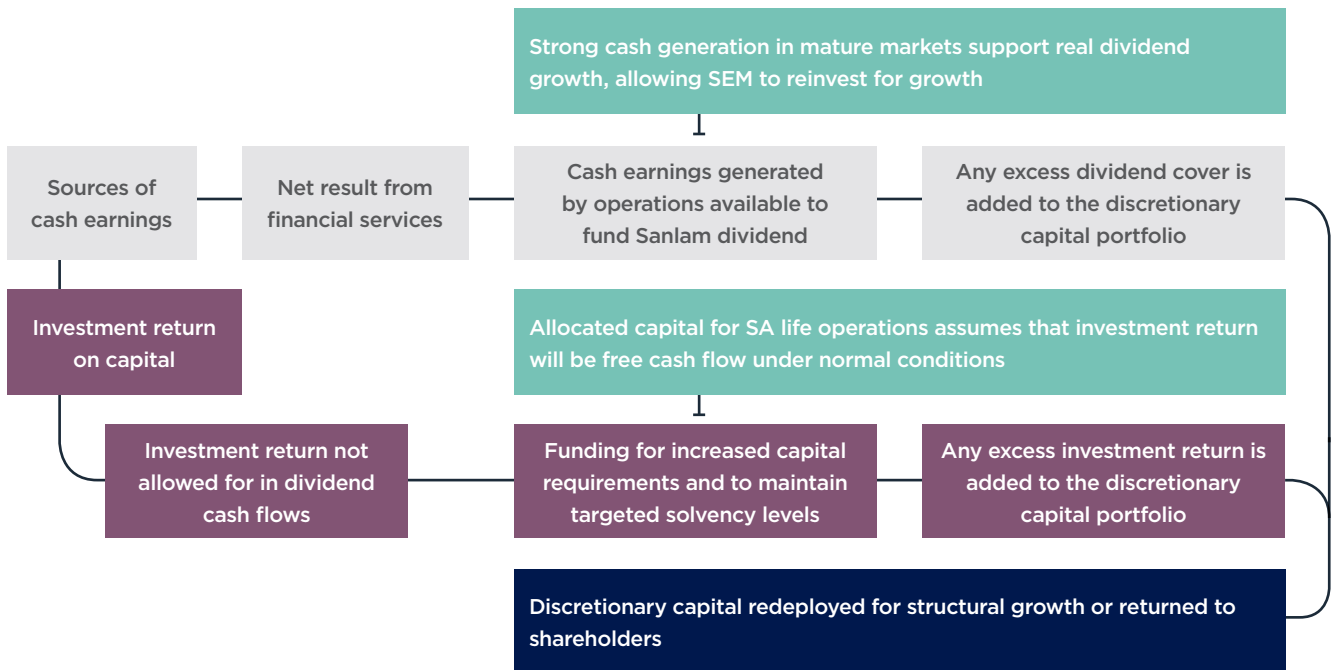 Strong cash generation in mature markets support real dividend
growth, allowing SEM to reinvest for growth
Sources of
cash earnings
Net result from
financial services
Cash earnings generated
by operations available to
fund Sanlam dividend
Any excess dividend cover is
added to the discretionary
capital portfolio
Investment return
on capital
Allocated capital for SA life operations assumes that investment return
will be free cash flow under normal conditions
Investment return not
allowed for in dividend
cash flows
Funding for increased capital
requirements and to maintain
targeted solvency levels
Any excess investment return is
added to the discretionary
capital portfolio
Discretionary capital redeployed for structural growth or returned to
shareholders